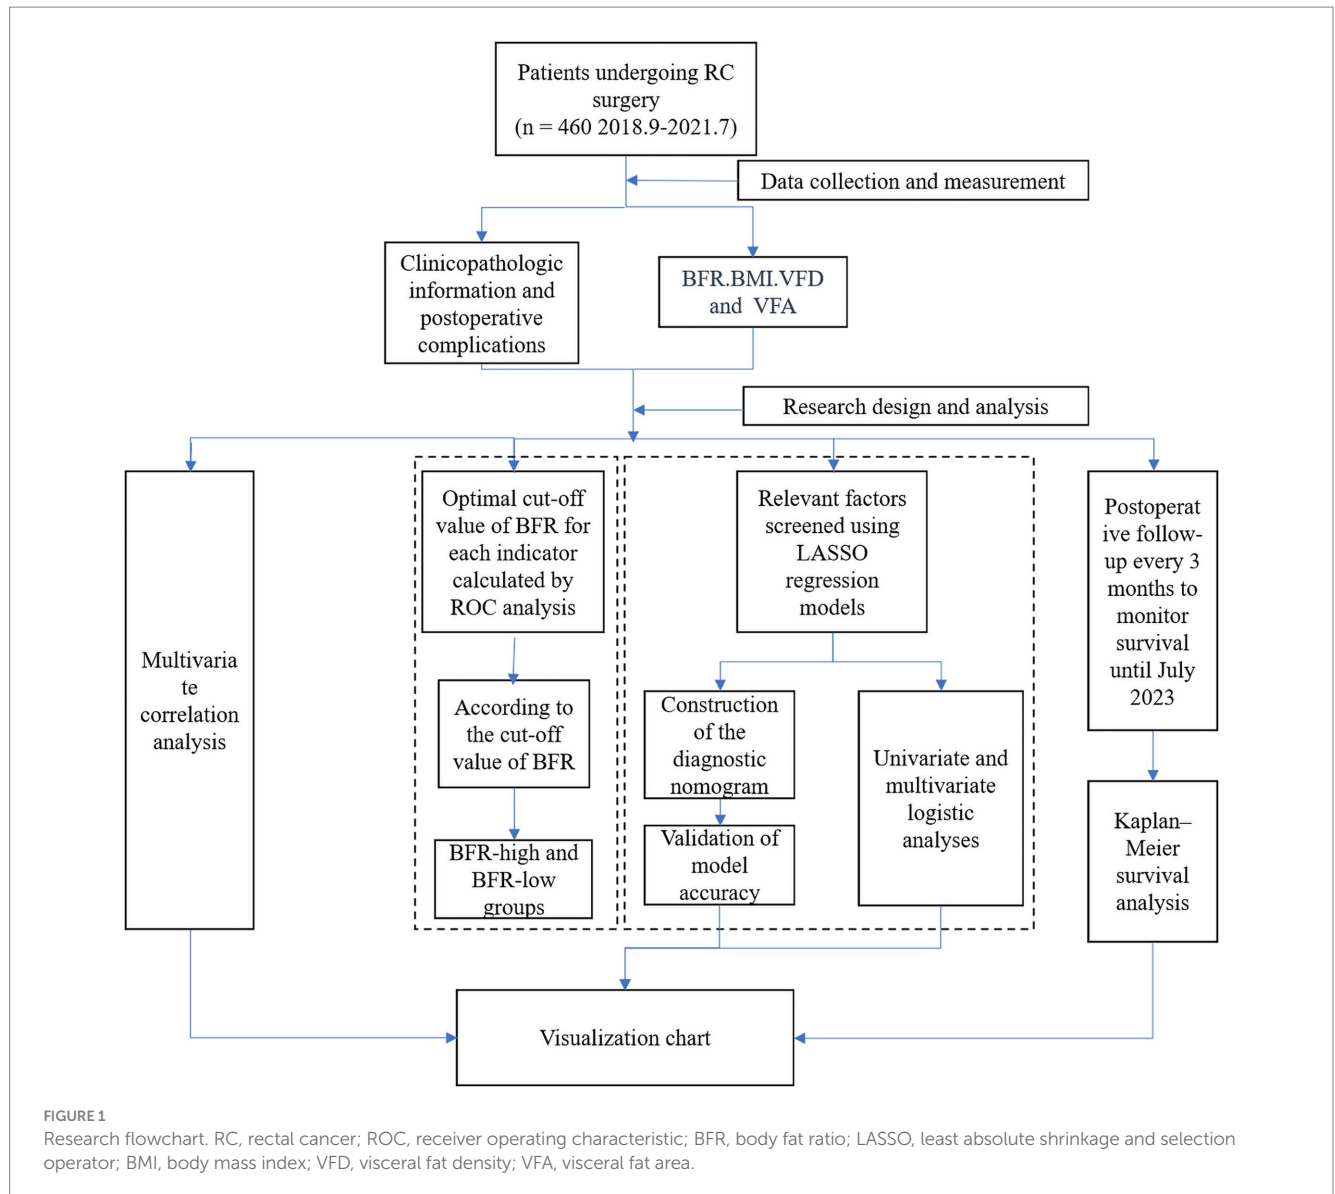 Patients undergoing RC
surgery
(n = 460 2018.9-2021.7)
Data collection and measurement
Clinicopathologic
information and
postoperative
complications
BFR.BMI.VFD
and VFA
Research design and analysis
Multivaria
te
correlation
analysis
Optimal cut-off
value of BFR for
each indicator
calculated by
ROC analysis
According to
the cut-off
value of BFR
BFR-high and
BFR-low
groups
Relevant factors
screened using
LASSO
regression
models
Construction
of the
diagnostic
nomogram
Validation of
model
accuracy
Univariate and
multivariate
logistic
analyses
Postoperat
ive follow-
up every 3
months to
monitor
survival
until July
2023
Kaplan–
Meier
survival
analysis
Visualization chart
FIGURE 1
Research flowchart. RC, rectal cancer; ROC, receiver operating characteristic; BFR, body fat ratio; LASSO, least absolute shrinkage and selection
operator; BMI, body mass index; VFD, visceral fat density; VFA, visceral fat area.